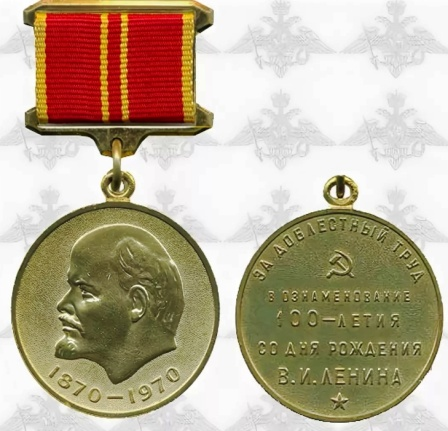 1870-1970
ЗА ДОБЛЕСТНЫЙ ТРУД
В ОЗНАМЕНОВАНИЕ
100-ЛЕТИЯ
СО ДНЯ РОЖДЕНИЯ
В.И.ЛЕНИНА